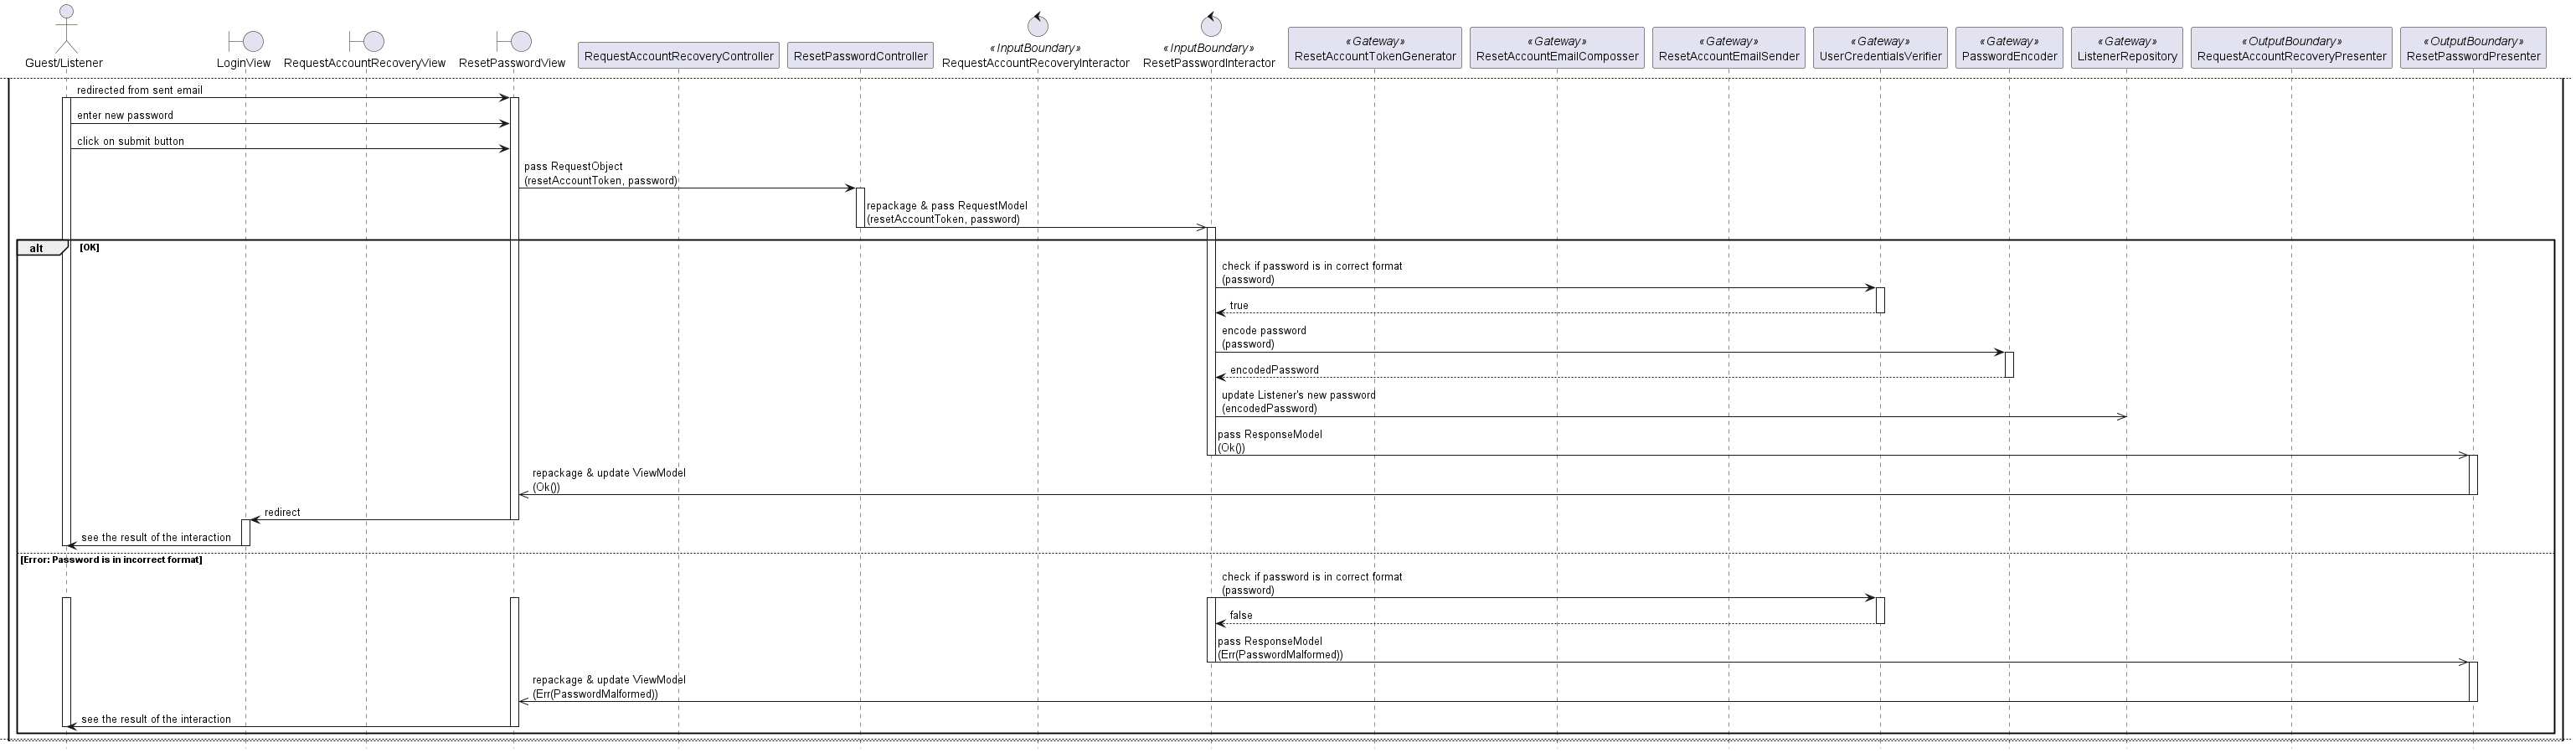 Guest/Listener
LoginView
RequestAccountRecoveryView
ResetPasswordView
RequestAccountRecoveryController
ResetPasswordController
«InputBoundary»
RequestAccountRecoveryInteractor
«InputBoundary»
ResetPasswordInteractor
«Gateway»
ResetAccountTokenGenerator
«Gateway»
ResetAccountEmailComposser
«Gateway»
ResetAccountEmailSender
«Gateway»
UserCredentialsVerifier
«Gateway»
PasswordEncoder
«Gateway»
ListenerRepository
«OutputBoundary»
RequestAccountRecoveryPresenter
«OutputBoundary»
ResetPasswordPresenter
redirected from sent email
enter new password
click on submit button
pass RequestObject
(resetAccountToken, password)
repackage & pass RequestModel
(resetAccountToken, password)
alt [OK]
check if password is in correct format
(password)
true
encode password
(password)
encodedPassword
update Listener's new password
(encodedPassword)
pass ResponseModel
(Ok())
repackage & update ViewModel
(Ok())
redirect
see the result of the interaction
[Error: Password is in incorrect format]
check if password is in correct format
(password)
false
pass ResponseModel
(Err(PasswordMalformed))
repackage & update ViewModel
(Err(PasswordMalformed))
see the result of the interaction